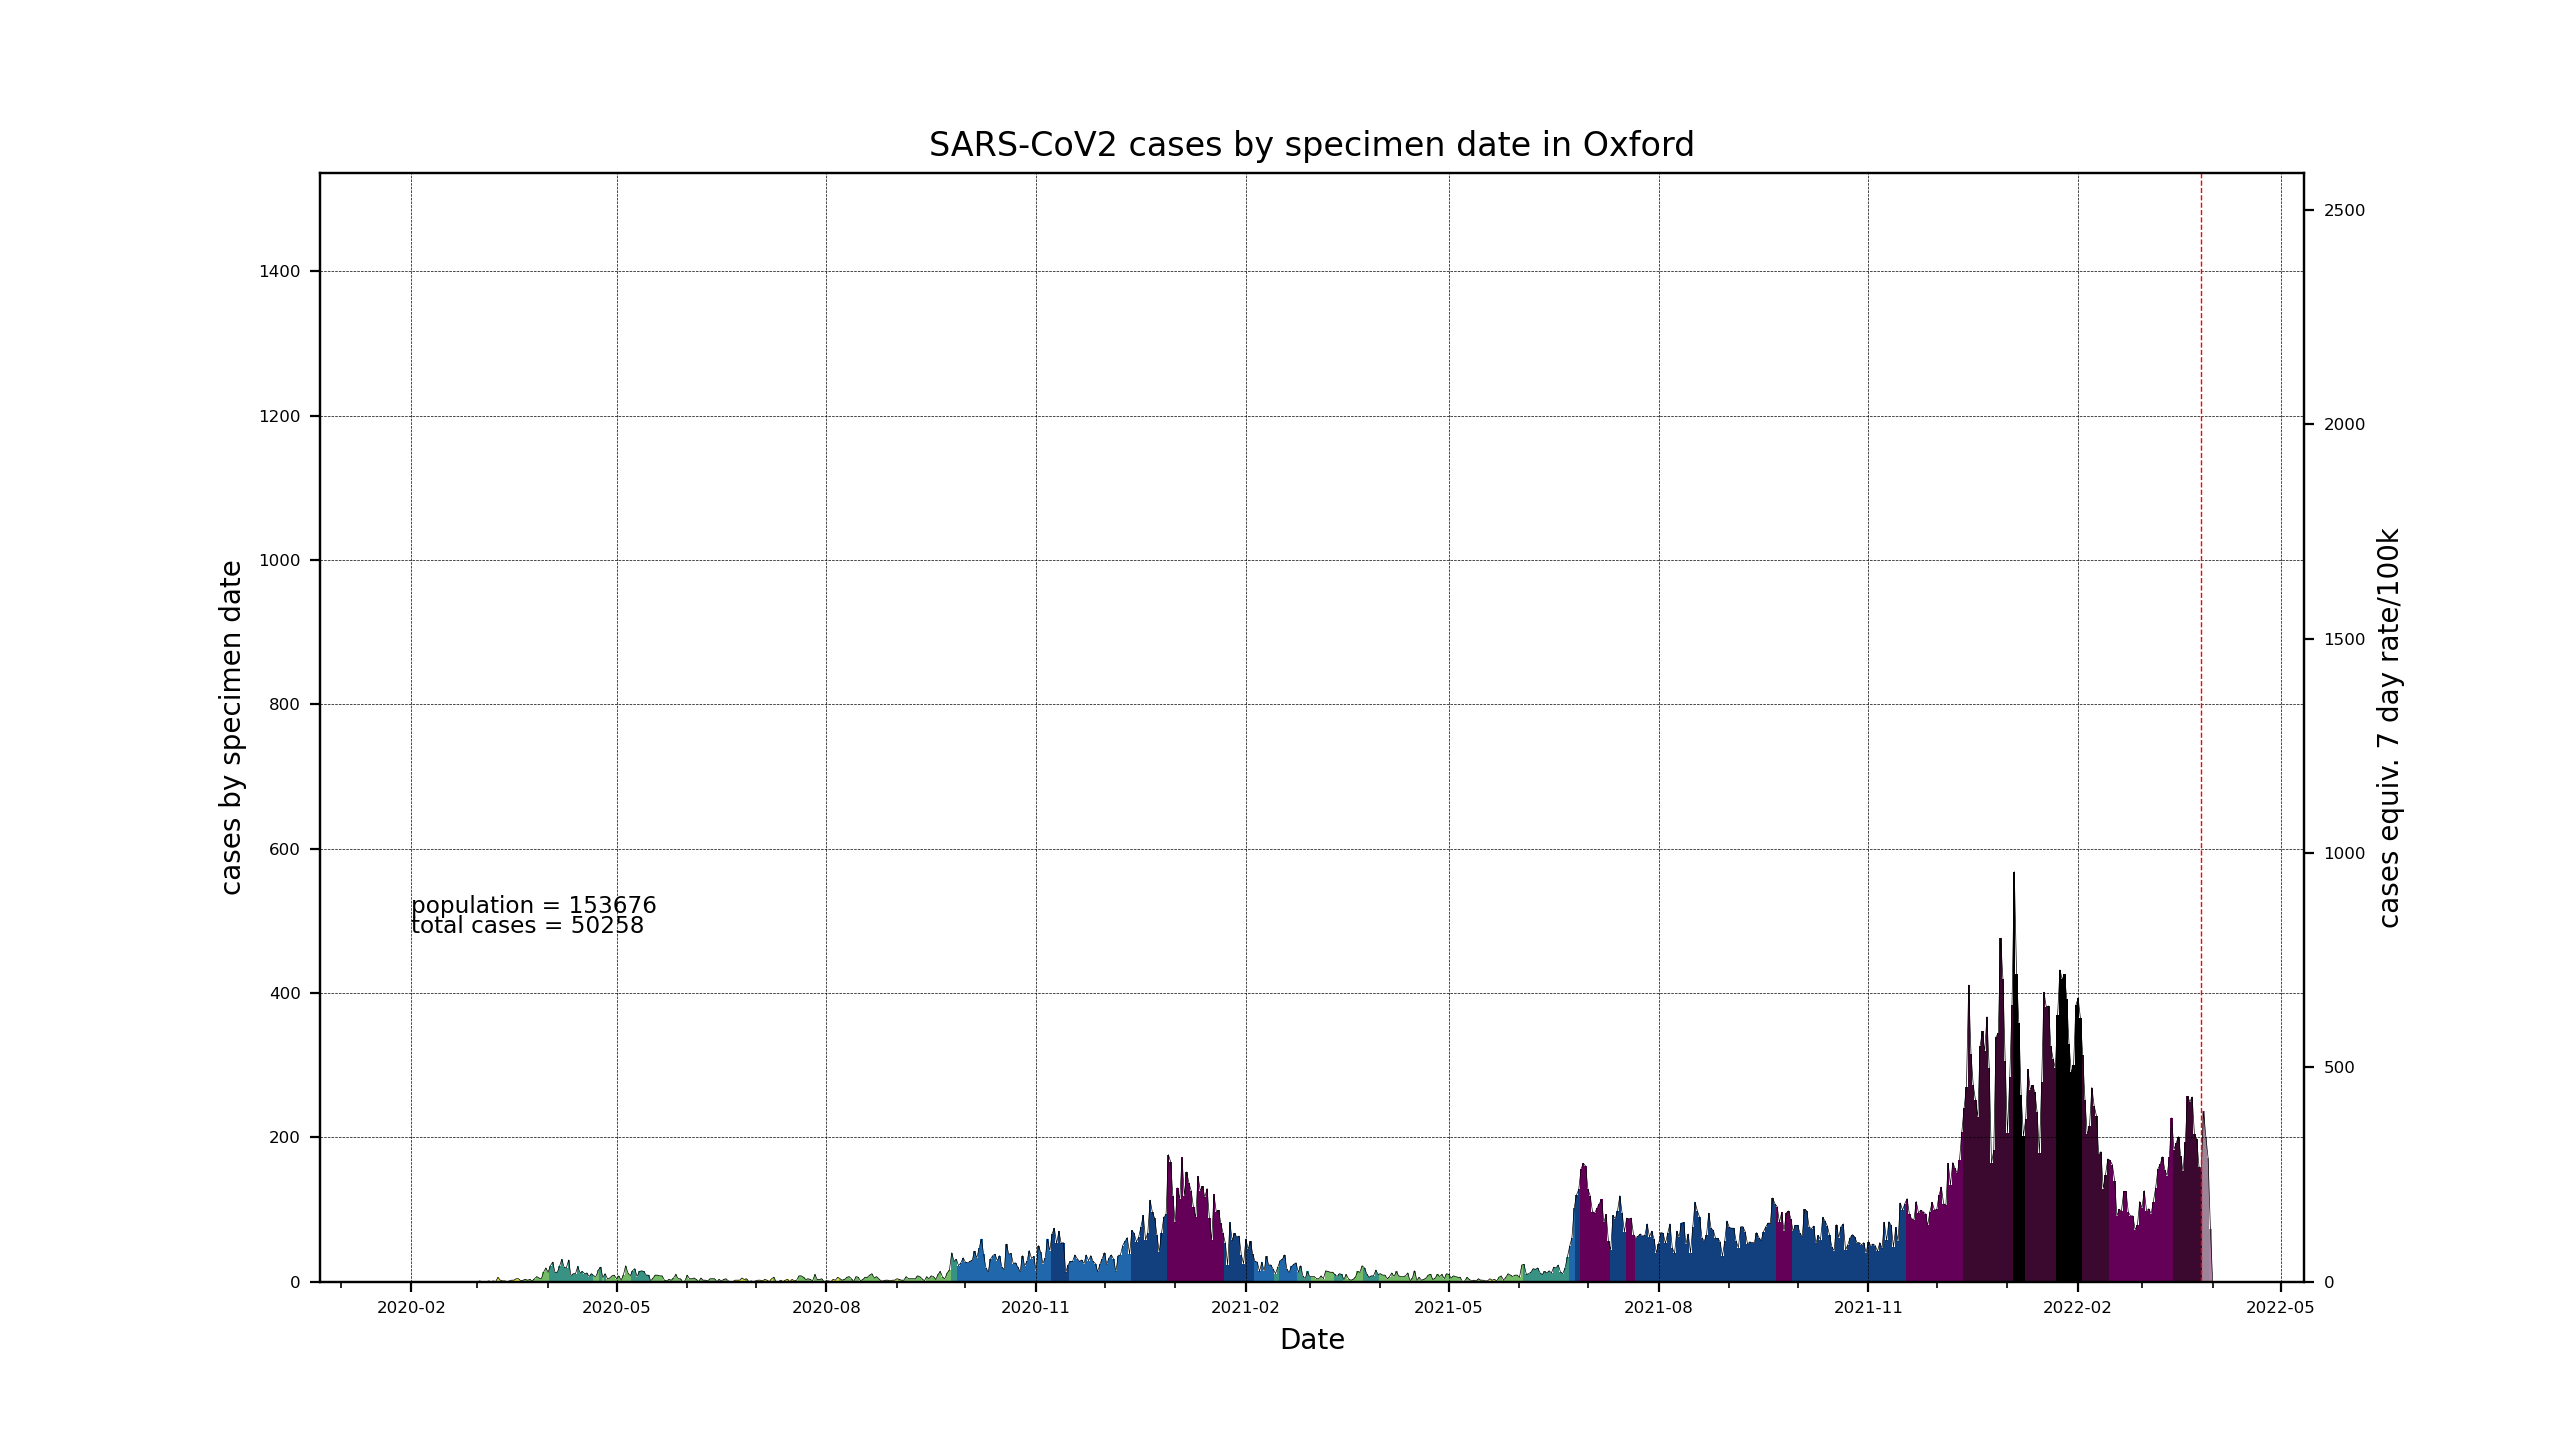 SARS-CoV2 cases by specimen date in Oxford
cases by specimen date
1400
1200
1000
800
600
400
200
0
population = 153676
total cases = 50258
2500
2000
1500
1000
500
0
cases equiv. 7 day rate/100k
2020-02 2020-05 2020-08 2020-11 2021-02 2021-05 2021-08 2021-11 2022-02 2022-05
Date